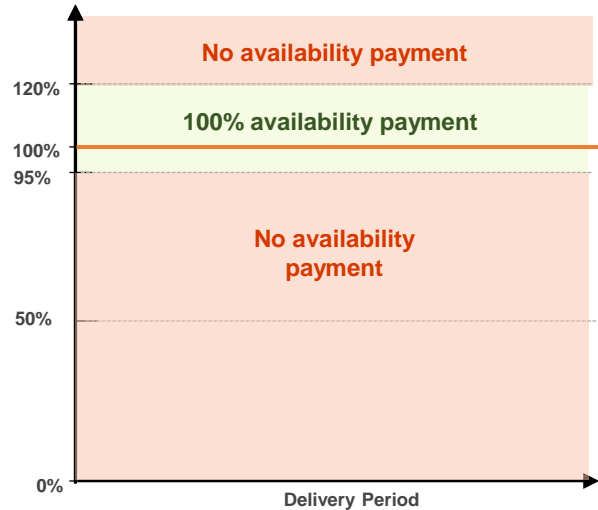 No availability payment
120%
100% availability payment
100%
95%
No availability
payment
50%
0%
Delivery Period